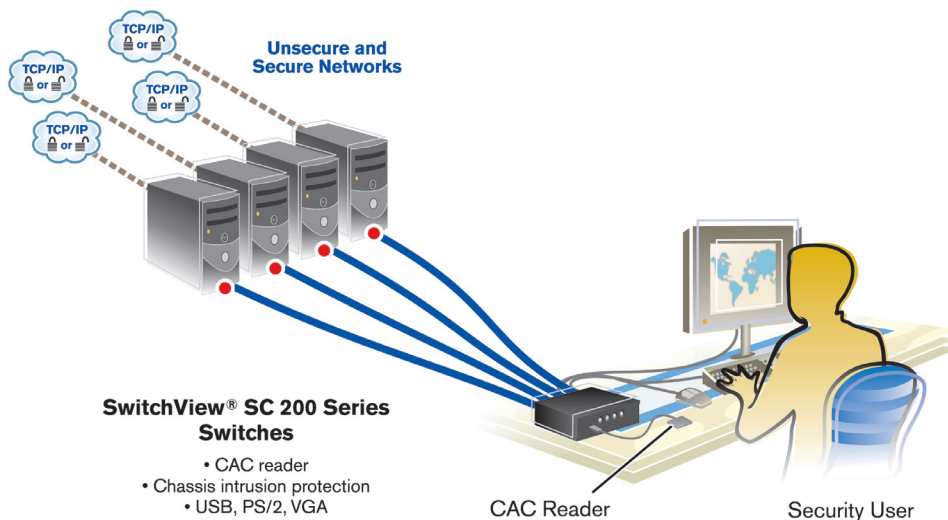 TCP/IP
or
Unsecure and
Secure Networks
TCP/IP
or
TCP/IP
or
TCP/IP
or
SwitchView® SC 200 Series
Switches
• CAC reader
• Chassis intrusion protection
• USB, PS/2, VGA
CAC Reader
Security User